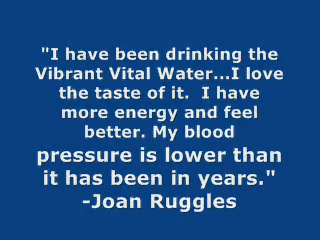 "I have been drinking the
Vibrant Vital Water...I love
the taste of it.  I have
more energy and feel
better. My blood
pressure is lower than
it has been in years."
-Joan Ruggles